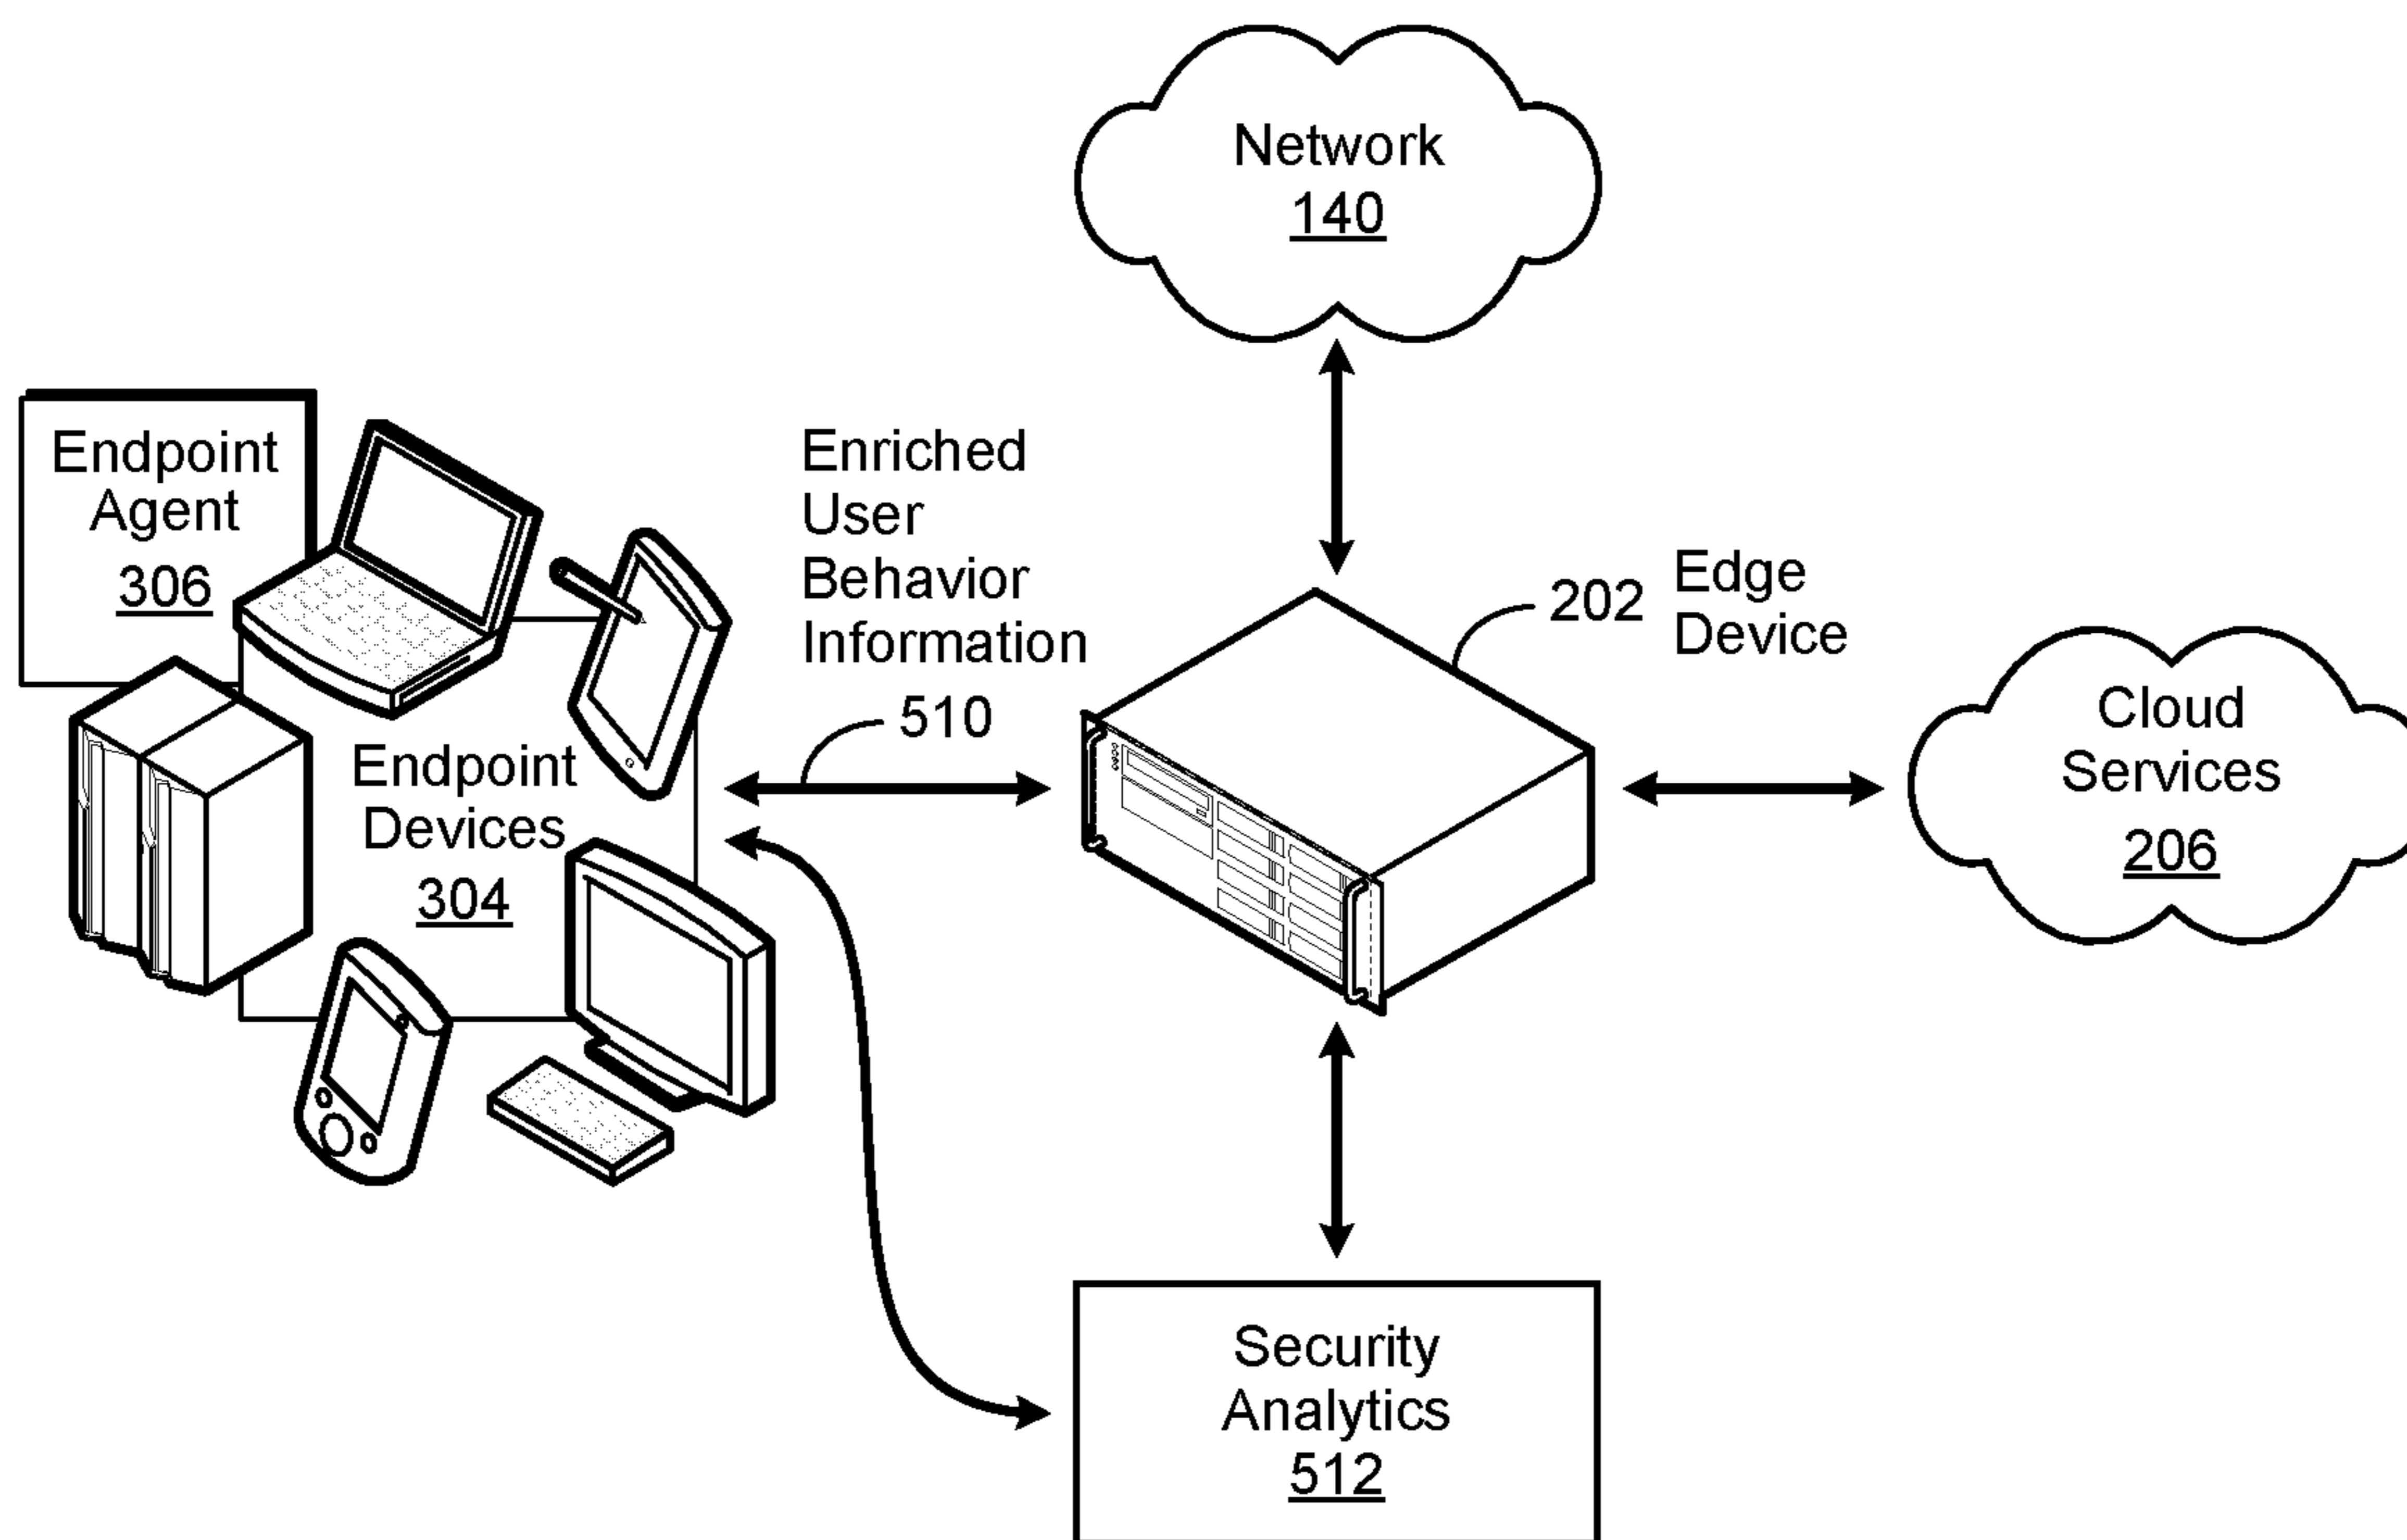 Network
140
Endpoint
Agent
306
Enriched
User
Behavior
Information
510
202
Edge
Device
Endpoint
Devices
304
Cloud
Services
206
Security
Analytics
512